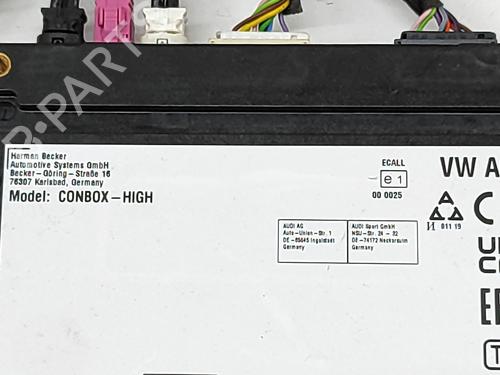 Harman Becker
Automotive Systems GmbH
Becker-Göring-Straße 16
76307 Karlsbad, Germany
Model: CONBOX-HIGH
ECALL
e1
00 0025
VW A
011 19
AUDI AG
Auto-Union-Str. 1
DE-85045 Ingolstadt
Germany
AUDI Sport GmbH
NSU-Str. 24 - 32
DE-74172 Neckarsulm
Germany
PARTS